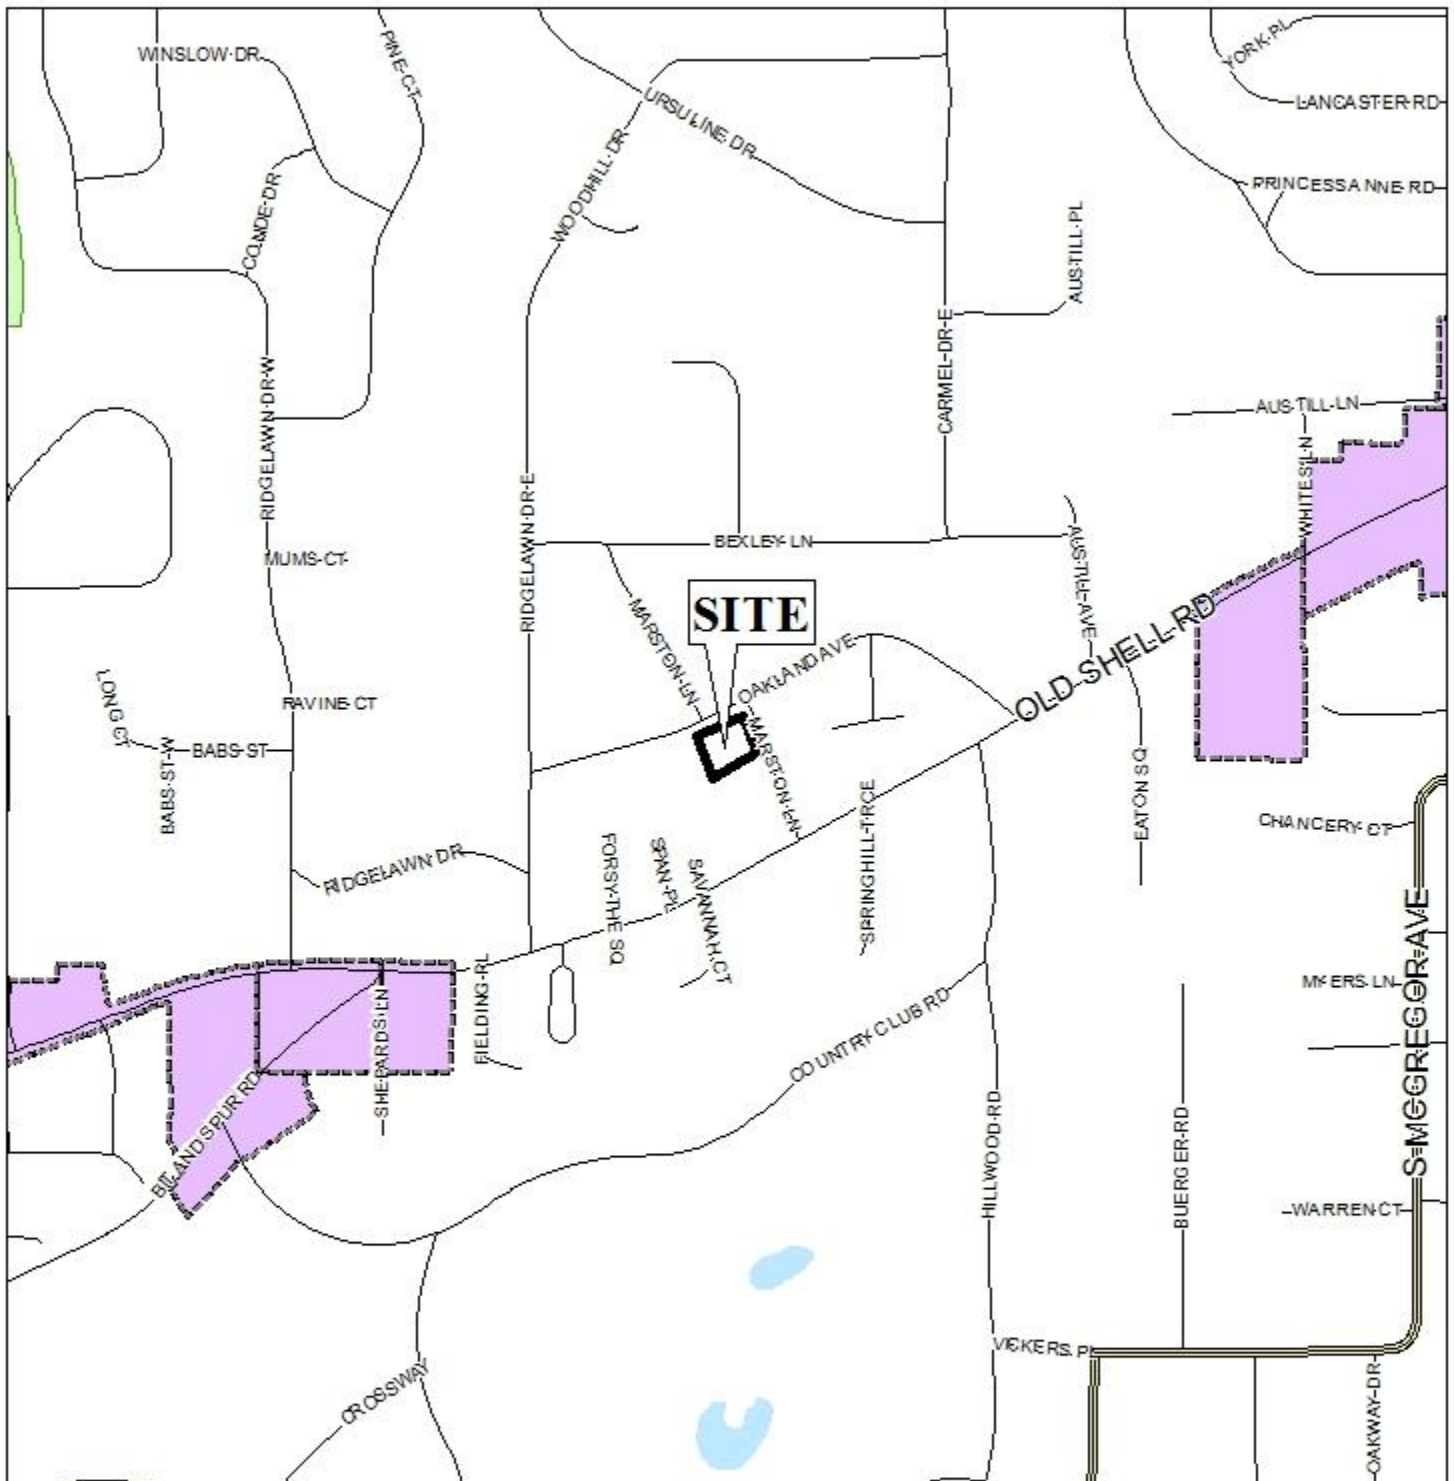 WINSLOW DR
PINE CT
YORK PL
LANCASTER RD
URSULINE DR
WOODHILL DR
PRINCESS ANNE RD
CONDE DR
AUSTILL PL
CARMEL DR E
RIDGELAWN DR W
AUSTILL LN
WHITES LN
RIDGELAWN DR E
BEXLEY LN
MUMS CT
AUSTILL AVE
MARSTON LN
SITE
OAKLAND AVE
OLD SHELL RD
LONG CT
RAVINE CT
BABS ST
BABS ST W
MARSTON LN
EATON SQ
SPRINGHILL TRCE
CHANCERY CT
RIDGELAWN DR
FORSYTHE SQ
SPAN PL
SAVANNAH CT
S MCGREGOR AVE
FIELDING PL
MYERS LN
SHEPARDS LN
COUNTRY CLUB RD
BIT AND SPUR RD
HILLWOOD RD
BUERGER RD
WARREN CT
VICKERS PL
CROSSWAY
OAKWAY DR